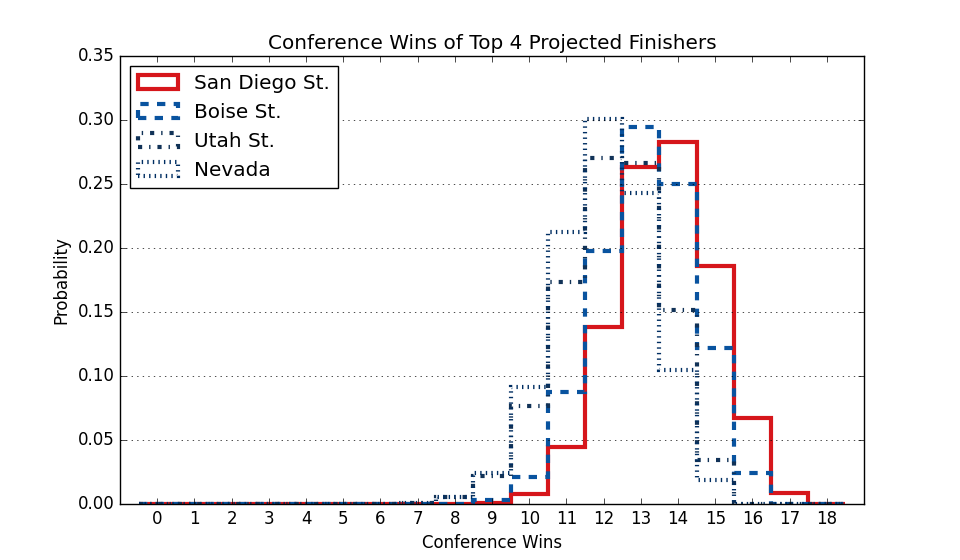 Conference Wins of Top 4 Projected Finishers
San Diego St.
Boise St.
Utah St.
Nevada
0.35
0.30
0.25
0.20
0.15
0.10
0.05
0.00
Probability
0 1 2 3 4 5 6 7 8 9 10 11 12 13 14 15 16 17 18
Conference Wins